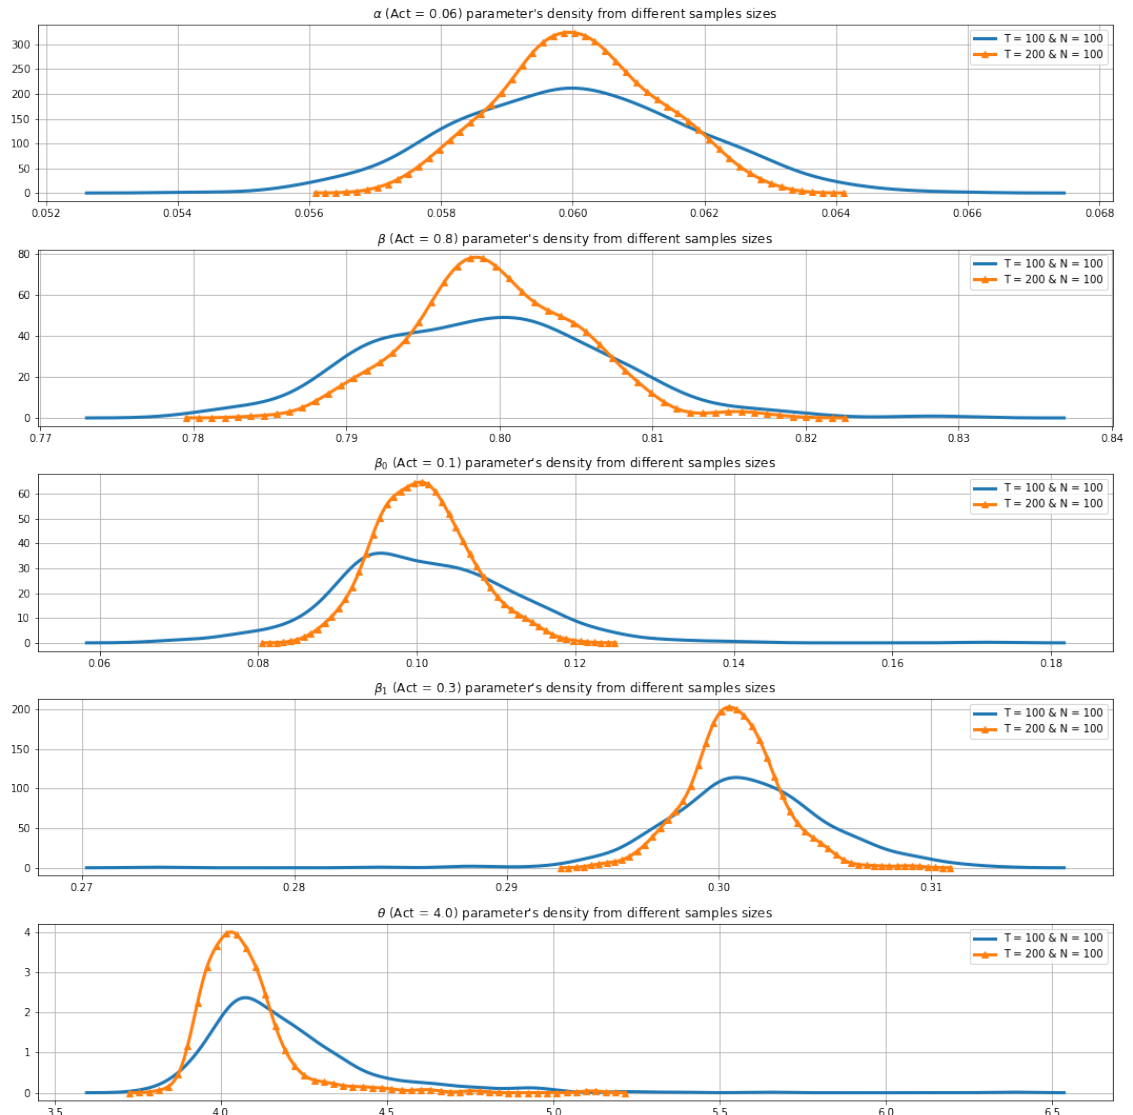 α (Act = 0.06) parameter's density from different samples sizes
300
250
200
150
100
50
0
T = 100 & N = 100
T = 200 & N = 100
0.052 0.054 0.056 0.058 0.060 0.062 0.064 0.066 0.068
β (Act = 0.8) parameter's density from different samples sizes
80
60
40
20
0
T = 100 & N = 100
T = 200 & N = 100
0.77 0.78 0.79 0.80 0.81 0.82 0.83 0.84
β₀ (Act = 0.1) parameter's density from different samples sizes
60
50
40
30
20
10
0
T = 100 & N = 100
T = 200 & N = 100
0.06 0.08 0.10 0.12 0.14 0.16 0.18
β₁ (Act = 0.3) parameter's density from different samples sizes
200
150
100
50
0
T = 100 & N = 100
T = 200 & N = 100
0.27 0.28 0.29 0.30 0.31
θ (Act = 4.0) parameter's density from different samples sizes
4
3
2
1
0
T = 100 & N = 100
T = 200 & N = 100
3.5 4.0 4.5 5.0 5.5 6.0 6.5